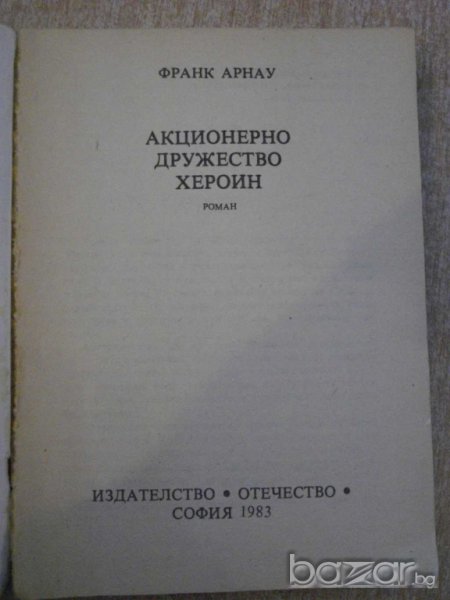 ФРАНК АРНАУ
АКЦИОНЕРНО
ДРУЖЕСТВО
ХЕРОИН
РОМАН
ИЗДАТЕЛСТВО • ОТЕЧЕСТВО •
СОФИЯ 1983
bazar.bg